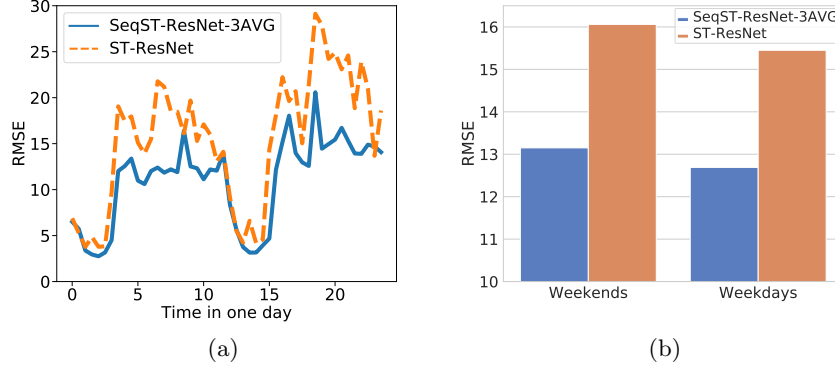 30
25
20
15
10
5
0
RMSE
SeqST-ResNet-3AVG
ST-ResNet
0 5 10 15 20
Time in one day
(a)
16
15
14
13
12
11
10
RMSE
SeqST-ResNet-3AVG
ST-ResNet
Weekends Weekdays
(b)